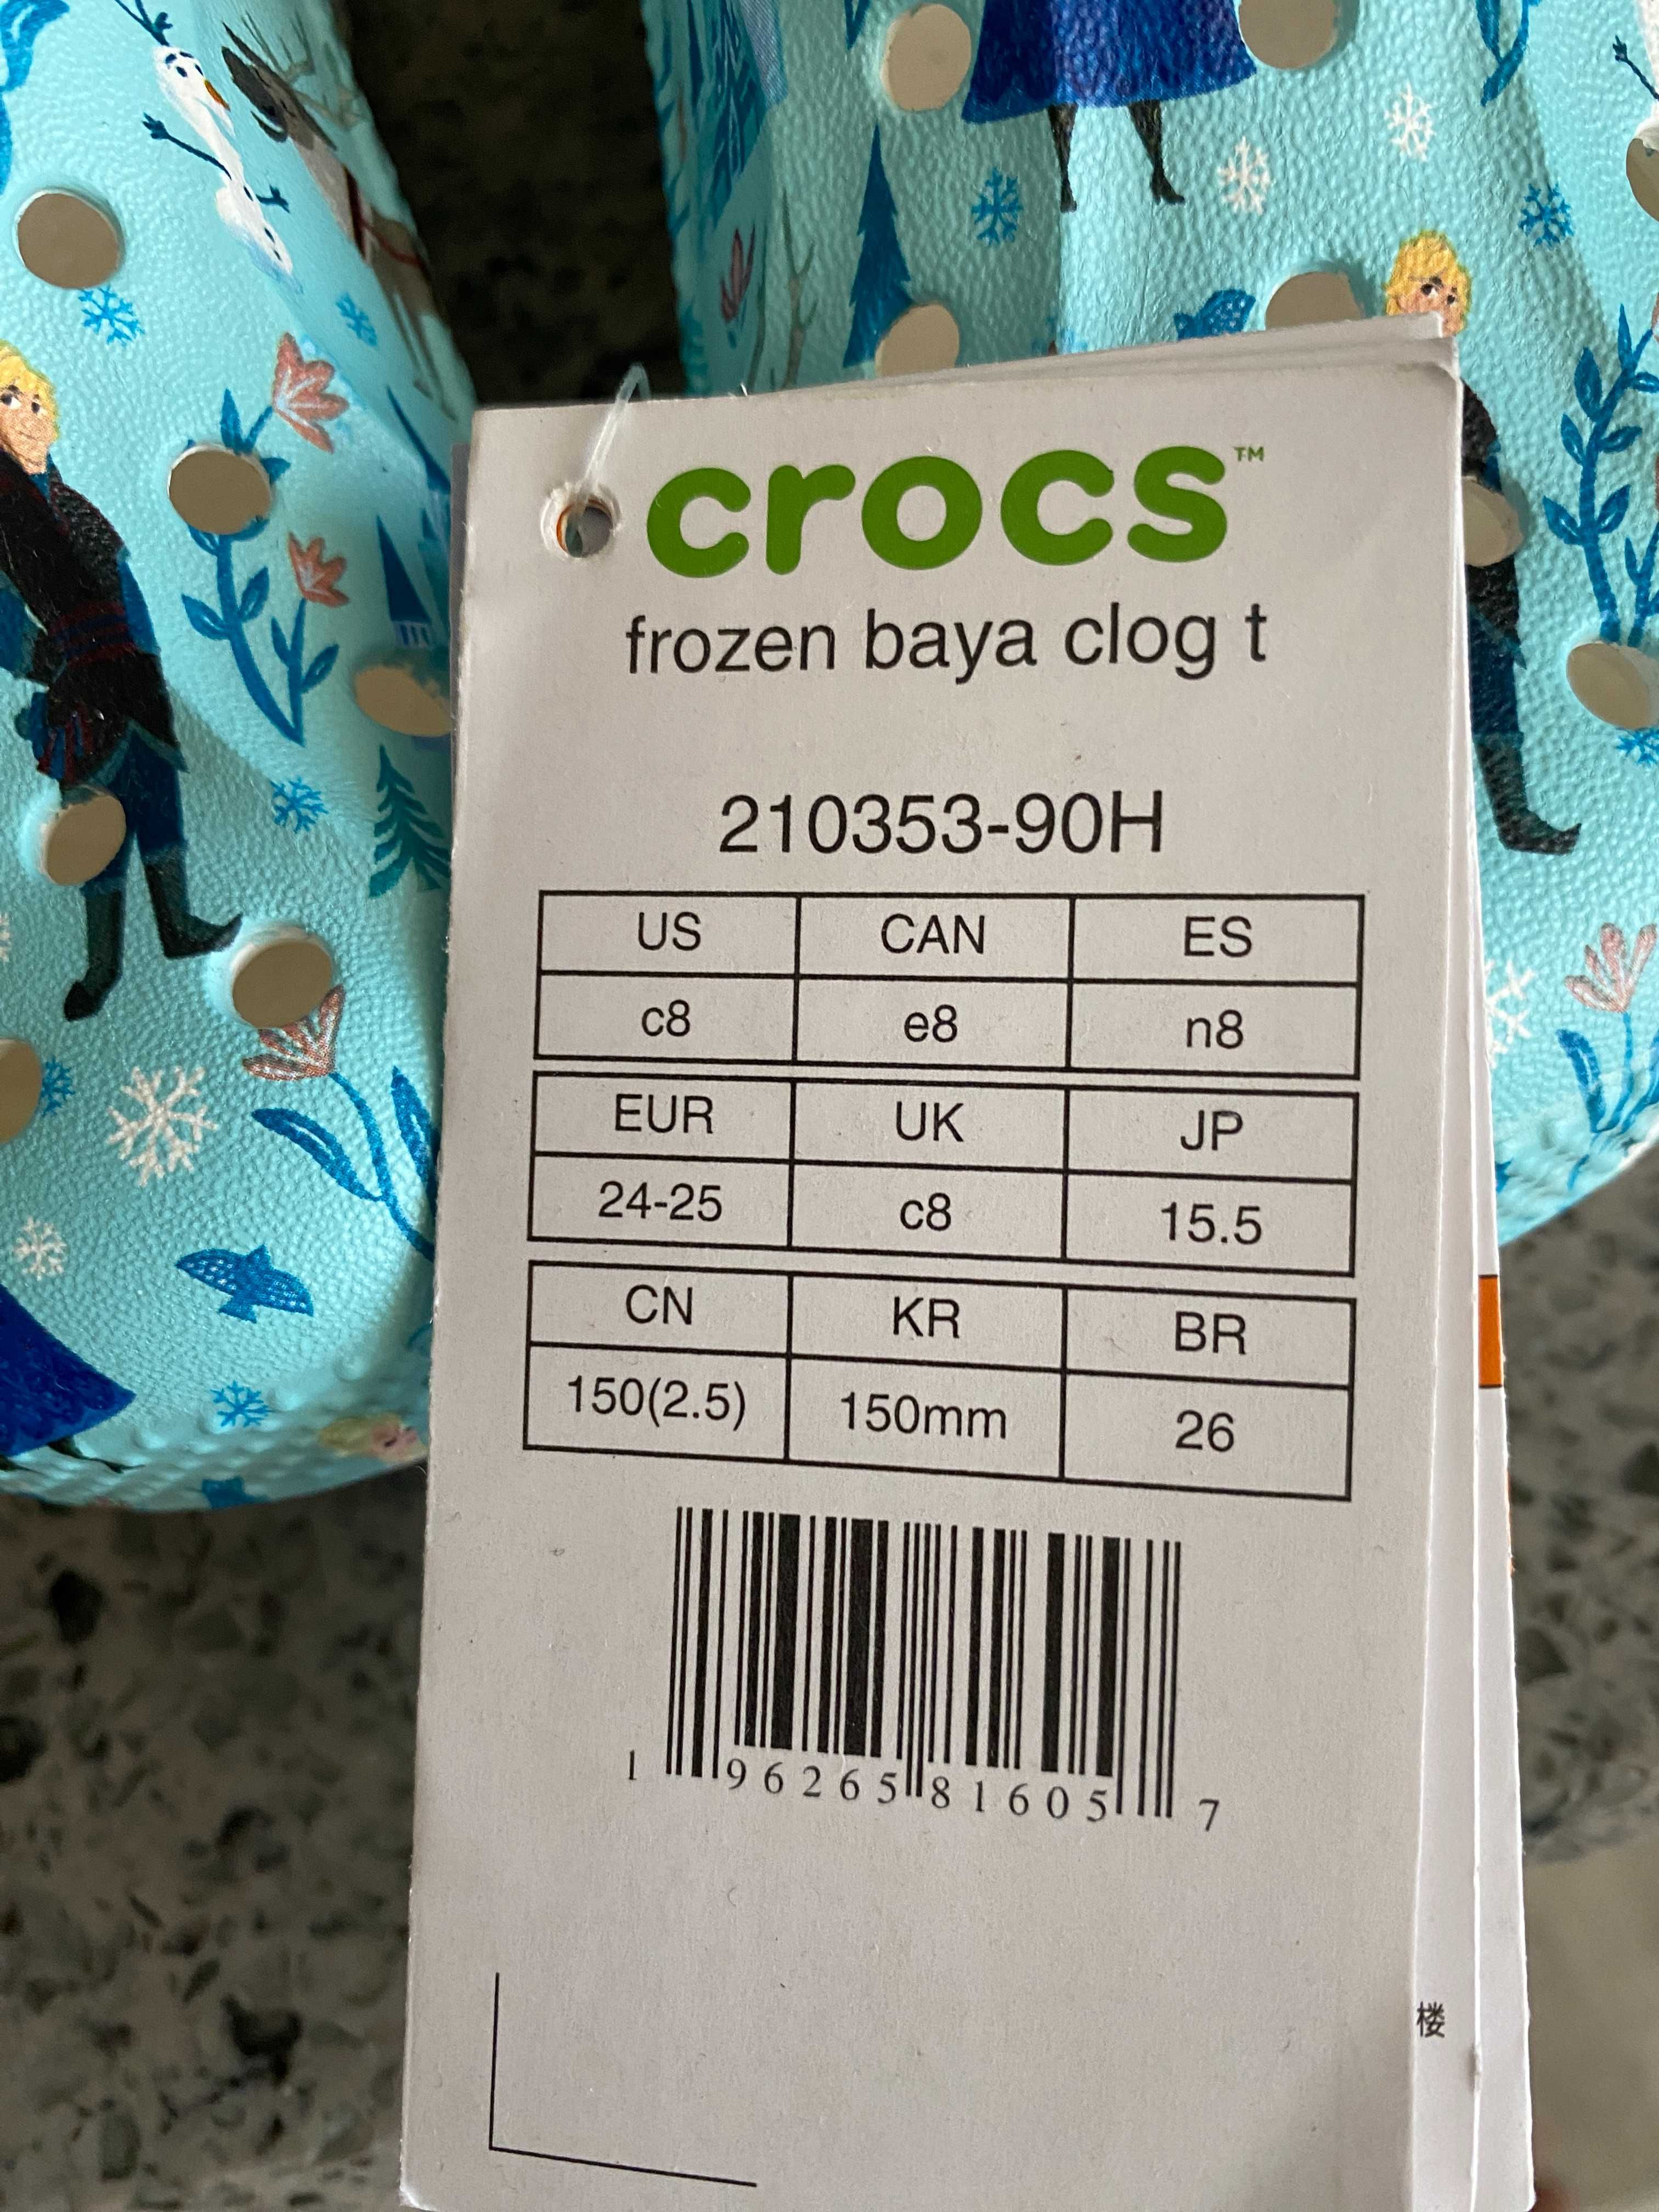 crocs™
frozen baya clog t
210353-90H
US CAN ES
c8 e8 n8
EUR UK JP
24-25 c8 15.5
CN KR BR
150(2.5) 150mm 26
1 96265 81605 7
楼